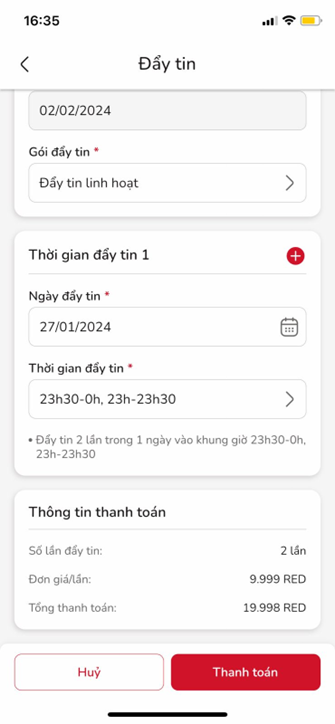 16:35
Đẩy tin
02/02/2024
Gói đẩy tin *
Đẩy tin linh hoạt
Thời gian đẩy tin 1
Ngày đẩy tin *
27/01/2024
Thời gian đẩy tin *
23h30-0h, 23h-23h30
• Đẩy tin 2 lần trong 1 ngày vào khung giờ 23h30-0h,
23h-23h30
Thông tin thanh toán
Số lần đẩy tin: 2 lần
Đơn giá/lần: 9.999 RED
Tổng thanh toán: 19.998 RED
Huỷ Thanh toán